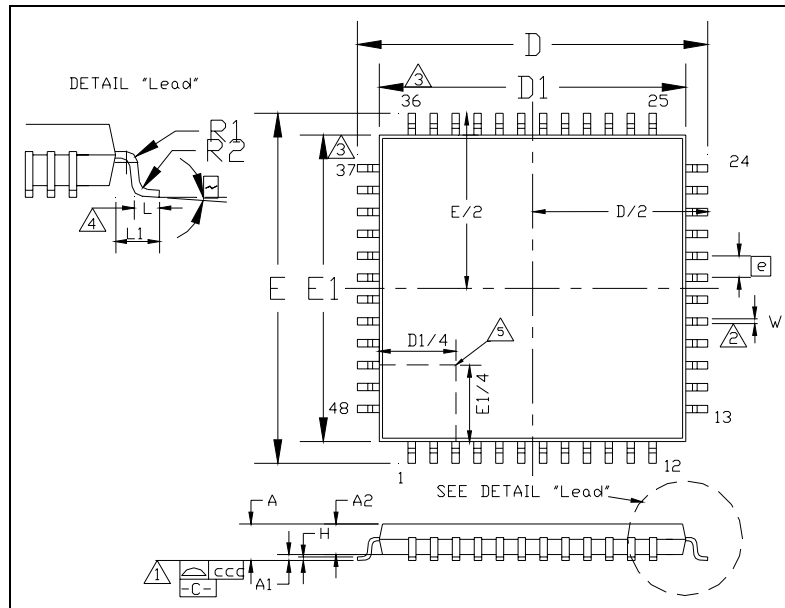 D
DETAIL "Lead"
3
D1
36
25
R1
R2
3
37
24
4
L
L1
E/2
D/2
E
E1
e
W
2
D1/4
5
E1/4
48
13
1
12
SEE DETAIL "Lead"
A
A2
H
1
ccc
-C-
A1